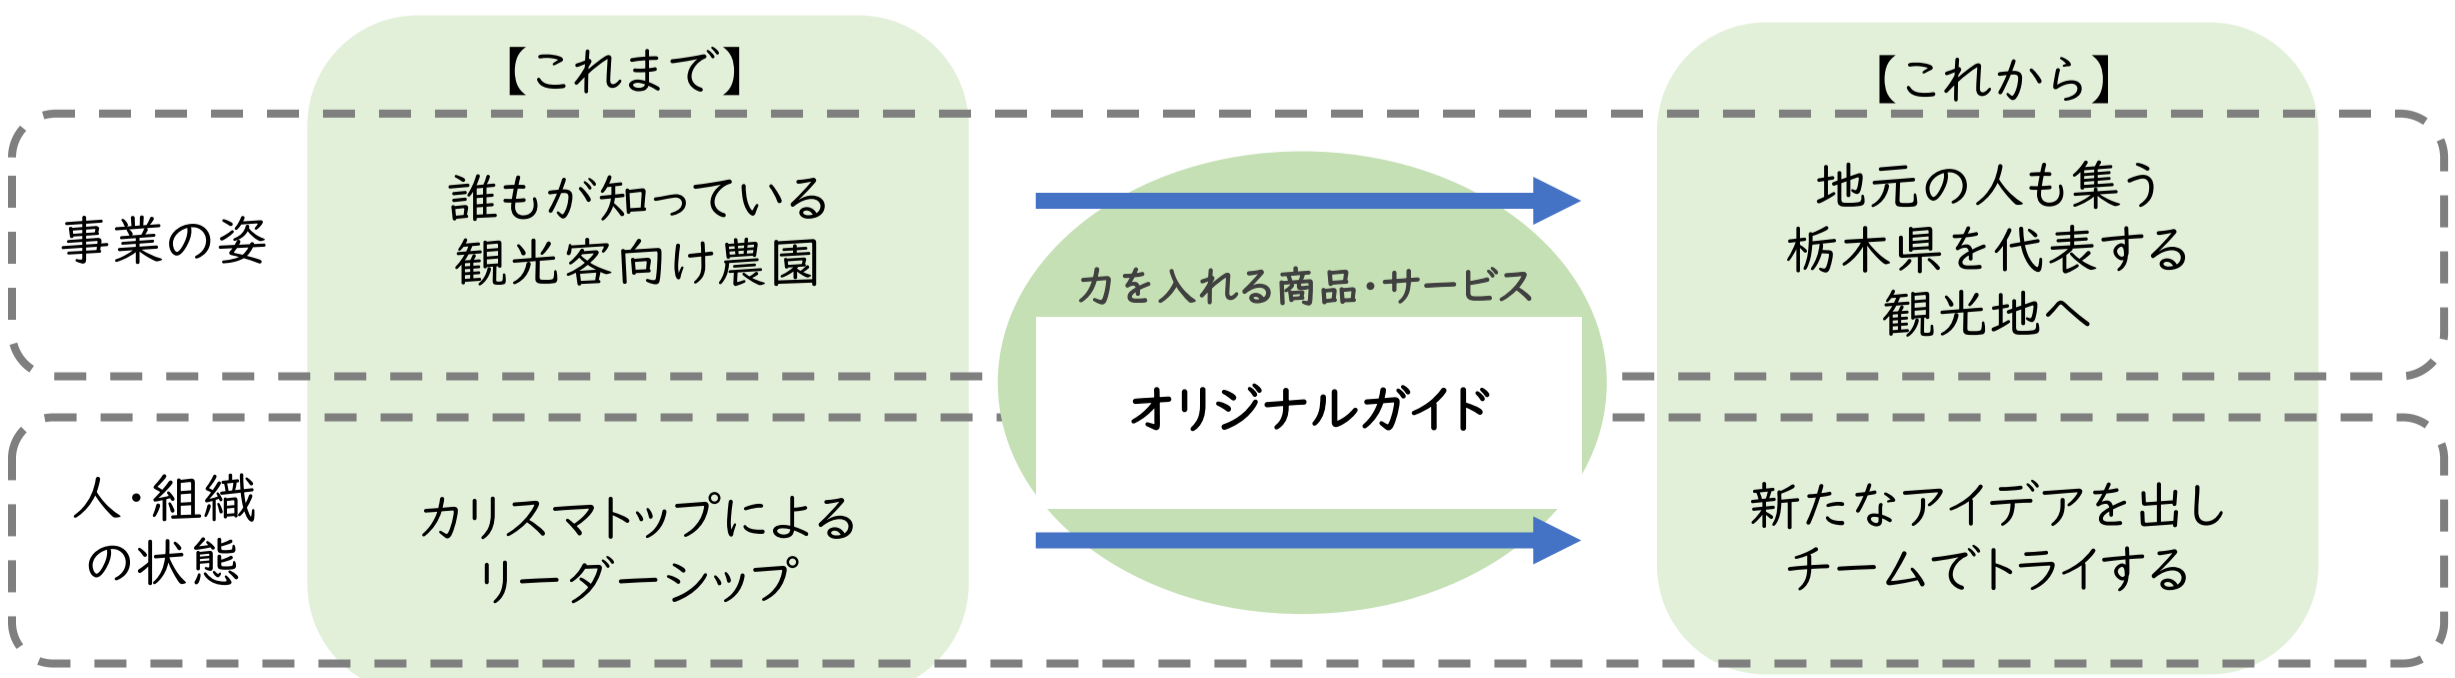 【これまで】
【これから】
事業の姿
誰もが知っている
観光客向け農園
力を入れる商品・サービス
オリジナルガイド
地元の人も集う
栃木県を代表する
観光地へ
人・組織
の状態
カリスマトップによる
リーダーシップ
新たなアイデアを出し
チームでトライする